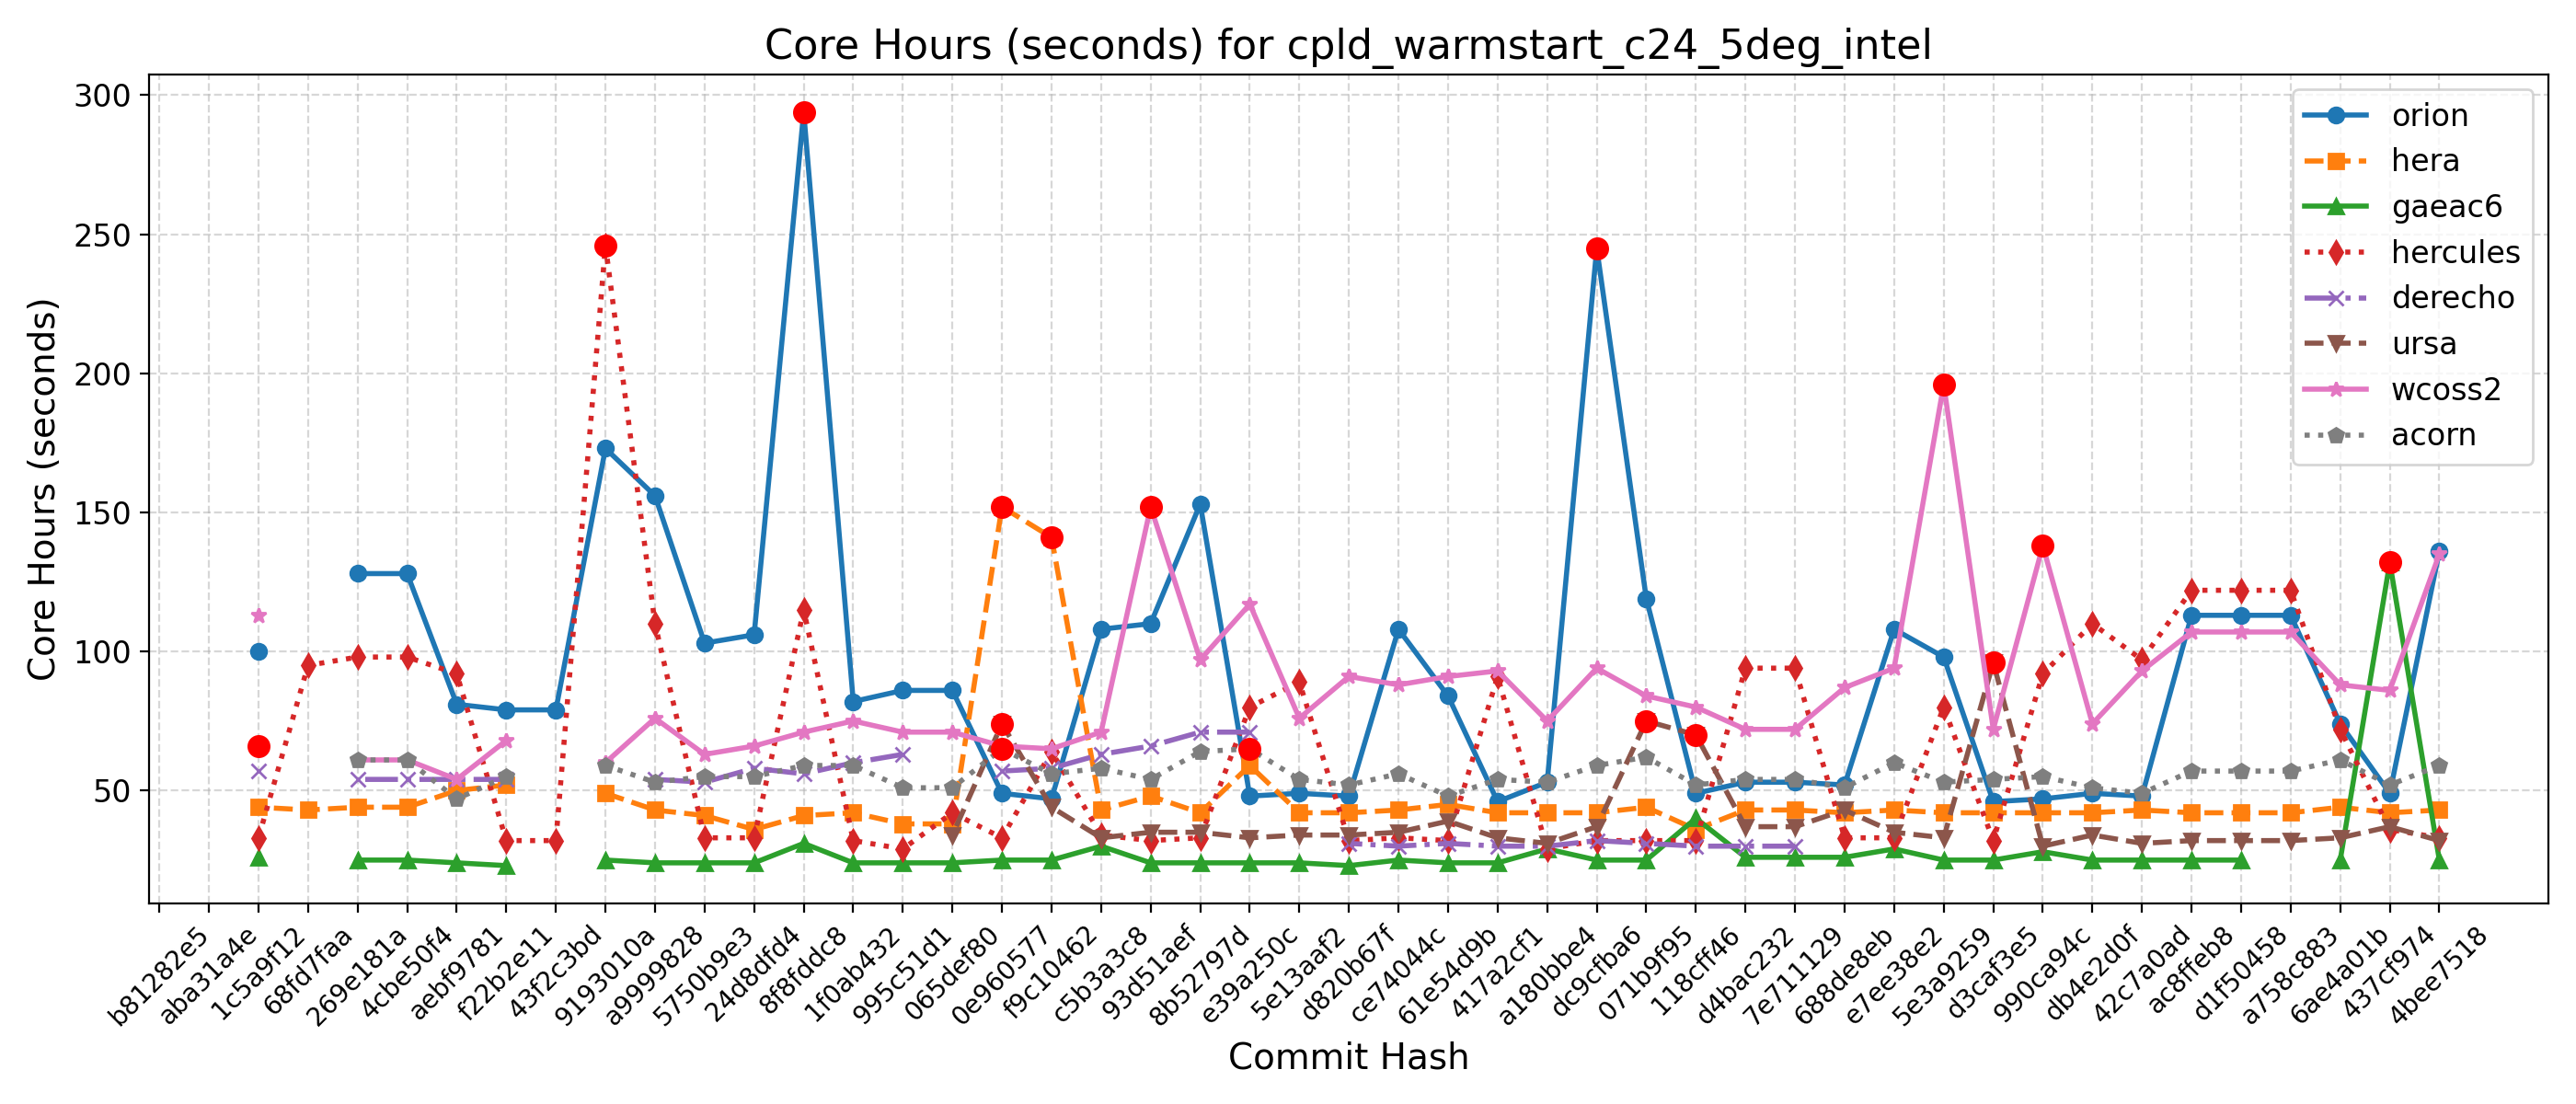 Core Hours (seconds) for cpld_warmstart_c24_5deg_intel
Core Hours (seconds)
300
250
200
150
100
50
orion
hera
gaeac6
hercules
derecho
ursa
wcoss2
acorn
b81282e5
aba31a4e
1c5a9f12
68fd7faa
269e181a
4cbe50f4
aebf9781
f22b2e11
43f2c3bd
9193010a
a9999828
5750b9e3
24d8dfd4
8f8fddc8
1f0ab432
995c51d1
065def80
0e960577
f9c10462
c5b3a3c8
93d51aef
8b52797d
e39a250c
5e13aaf2
d820b67f
ce74044c
61e54d9b
417a2cf1
a180bbe4
dc9cfba6
071b9f95
118cff46
d4bac232
7e711129
688de8eb
e7ee38e2
5e3a9259
d3caf3e5
990ca94c
db4e2d0f
42c7a0ad
ac8ffeb8
d1f50458
a758c883
6ae4a01b
437cf974
4bee7518
Commit Hash